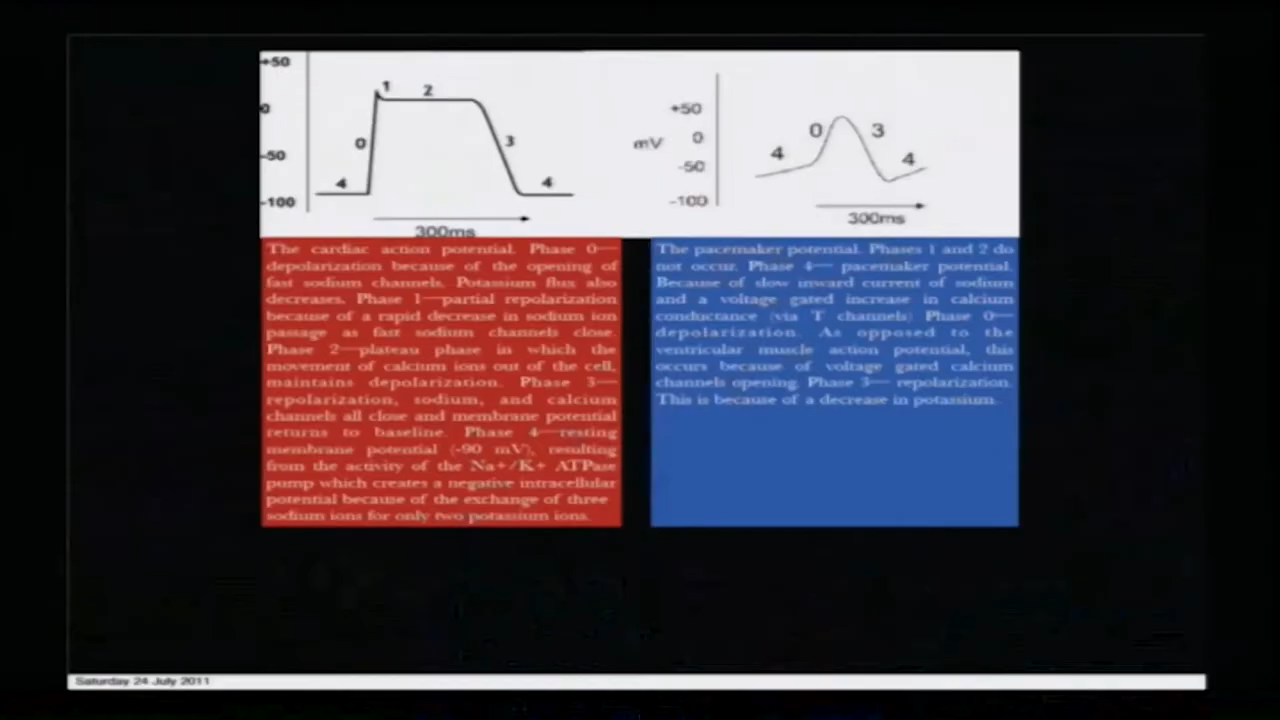 +50
0
-50
-100
0
1
2
3
4
4
300ms
mV
+50
0
-50
-100
4
0
3
4
300ms
The cardiac action potential. Phase 0—
depolarization because of the opening of
fast sodium channels. Potassium flux also
decreases. Phase 1—partial repolarization
because of a rapid decrease in sodium ion
passage as fast sodium channels close.
Phase 2—plateau phase in which the
movement of calcium ions out of the cell,
maintains depolarization. Phase 3—
repolarization, sodium, and calcium
channels all close and membrane potential
returns to baseline. Phase 4—resting
membrane potential (-90 mV), resulting
from the activity of the Na+/K+ ATPase
pump which creates a negative intracellular
potential because of the exchange of three
sodium ions for only two potassium ions.
The pacemaker potential. Phases 1 and 2 do
not occur. Phase 4— pacemaker potential.
Because of slow inward current of sodium
and a voltage gated increase in calcium
conductance (via T channels) Phase 0—
depolarization. As opposed to the
ventricular muscle action potential, this
occurs because of voltage gated calcium
channels opening. Phase 3— repolarization.
This is because of a decrease in potassium.
Saturday 24 July 2011